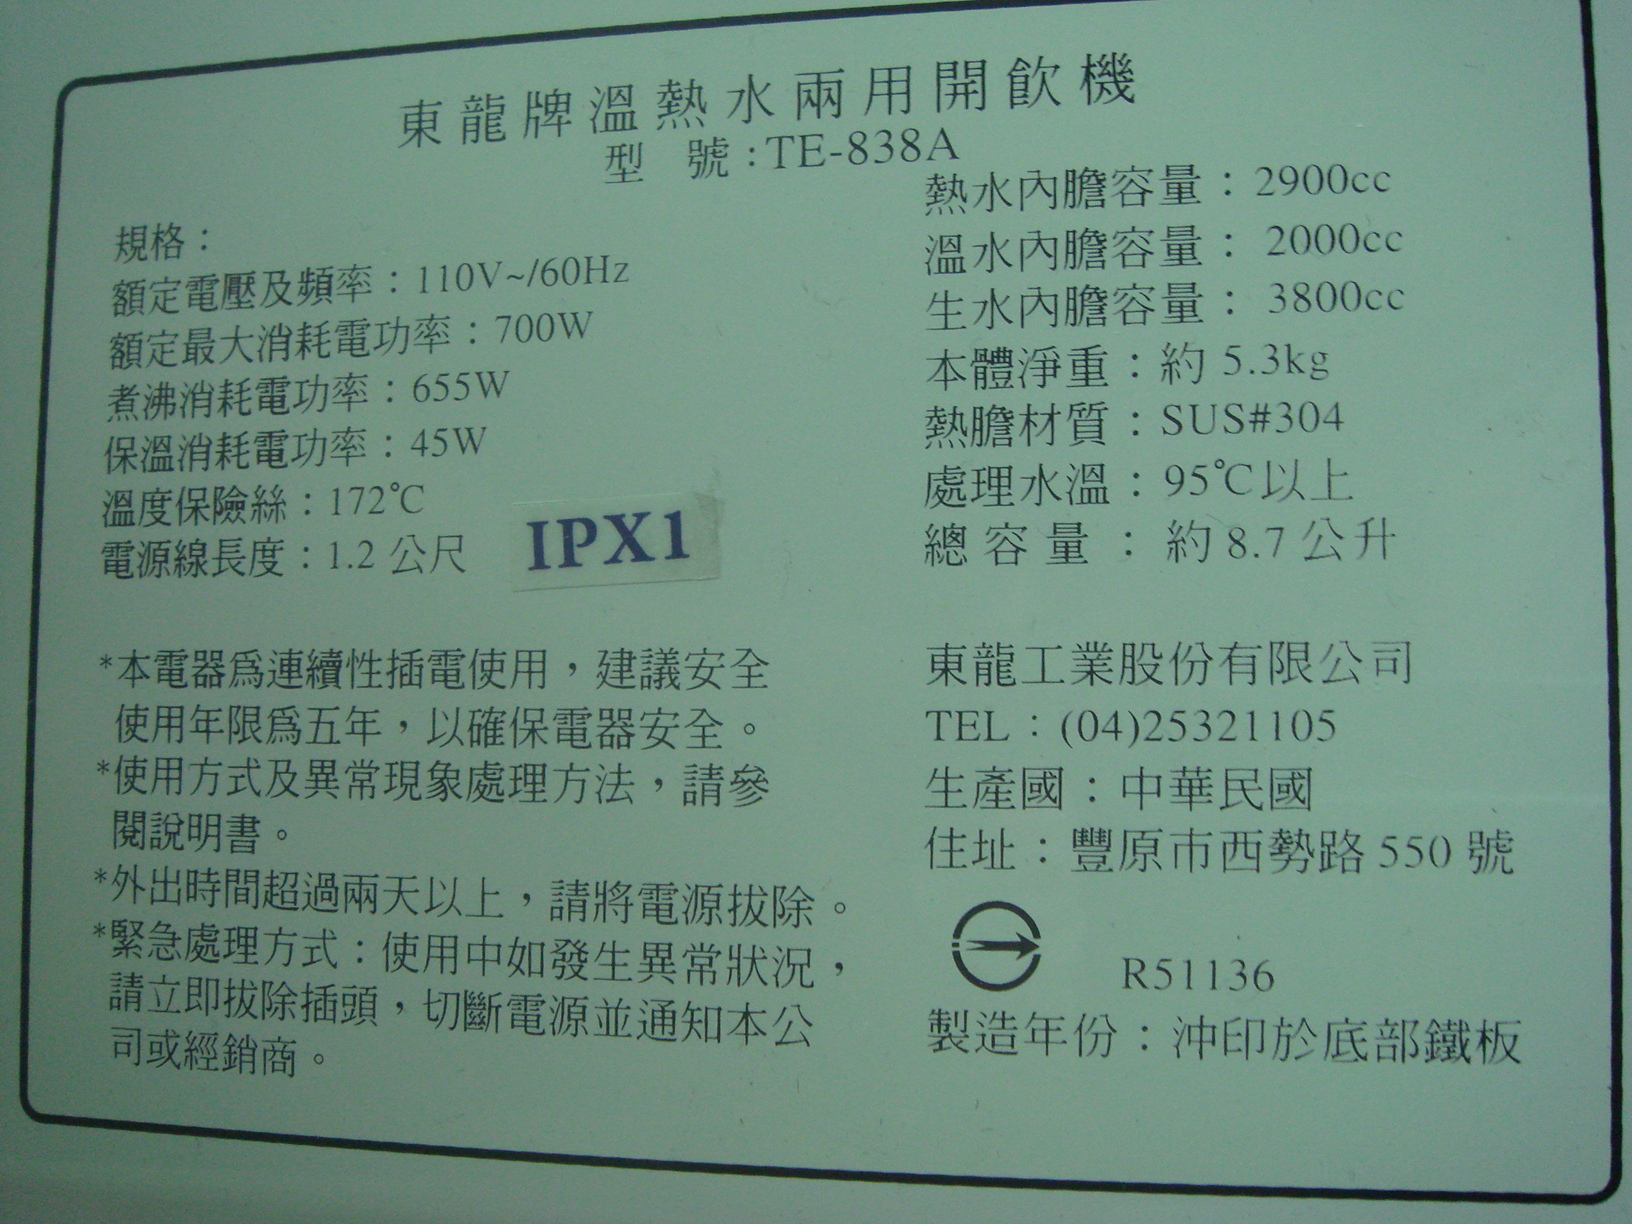 東龍牌溫熱水兩用開飲機
型 號:TE-838A
規格：
額定電壓及頻率：110V~/60Hz
額定最大消耗電功率：700W
煮沸消耗電功率：655W
保溫消耗電功率：45W
溫度保險絲：172℃
電源線長度：1.2 公尺
IPX1
熱水內膽容量：2900cc
溫水內膽容量： 2000cc
生水內膽容量： 3800cc
本體淨重：約 5.3kg
熱膽材質：SUS#304
處理水溫：95℃以上
總 容 量 ： 約 8.7 公升
*本電器爲連續性插電使用，建議安全
使用年限爲五年，以確保電器安全。
*使用方式及異常現象處理方法，請參
閱說明書。
*外出時間超過兩天以上，請將電源拔除。
*緊急處理方式：使用中如發生異常狀況，
請立即拔除插頭，切斷電源並通知本公
司或經銷商。
東龍工業股份有限公司
TEL：(04)25321105
生產國：中華民國
住址：豐原市西勢路 550 號
R51136
製造年份：沖印於底部鐵板